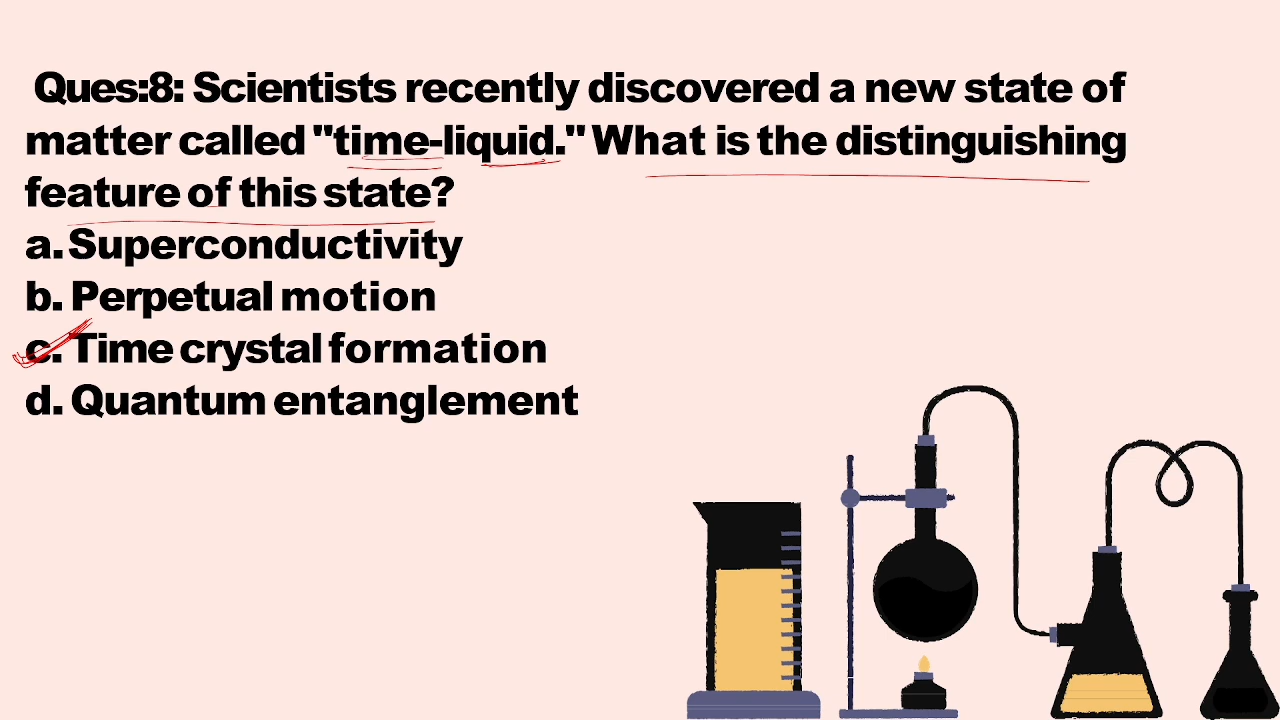 Ques:8: Scientists recently discovered a new state of
matter called "time-liquid." What is the distinguishing
feature of this state?
a. Superconductivity
b. Perpetual motion
c. Time crystal formation
d. Quantum entanglement